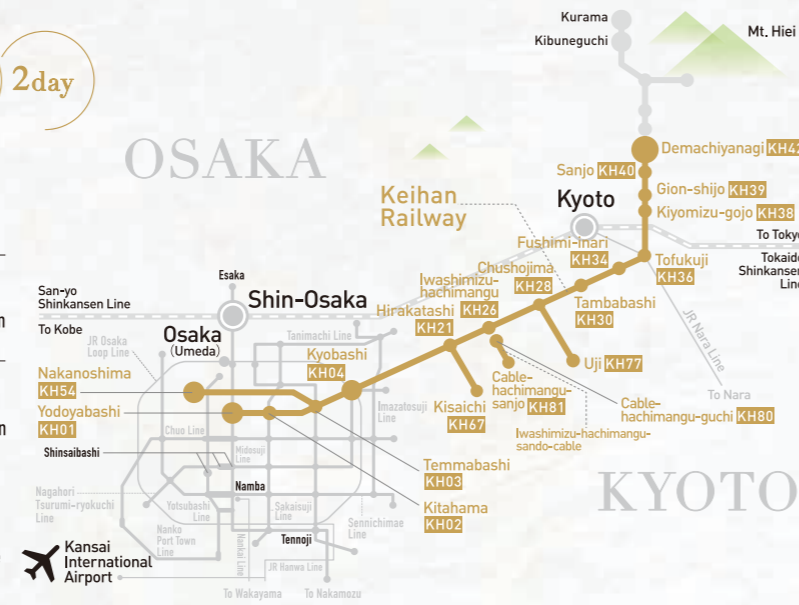 2day
OSAKA
KYOTO
Kurama
Kibuneguchi
Mt. Hiei
Demachiyanagi KH42
Sanjo KH40
Gion-shijo KH39
Kiyomizu-gojo KH38
Keihan
Railway
Kyoto
To Tokyo
Tokaido
Shinkansen
Line
Fushimi-inari
KH34
Tofukuji
KH36
Chushojima
KH28
Tambabashi
KH30
Iwashimizu-
hachimangu
KH26
Hirakatashi
KH21
JR Nara Line
To Nara
Uji KH77
Cable-
hachimangu-
sanjo KH81
Cable-
hachimangu-guchi KH80
Iwashimizu-hachimangu-
sando-cable
Kisaichi
KH67
Esaka
San-yo
Shinkansen Line
To Kobe
Shin-Osaka
JR Osaka
Loop Line
Osaka
(Umeda)
Tanimachi Line
Kyobashi
KH04
Nakanoshima
KH54
Yodoyabashi
KH01
Imazatosuji
Line
Chuo Line
Midosuji
Line
Shinsaibashi
Temmabashi
KH03
Kitahama
KH02
Namba
Nagahori
Tsurumi-ryokuchi
Line
Yotsubashi
Line
Sakaisuji
Line
Sennichimae
Line
Nanko
Port Town
Line
Nankai Line
Tennoji
JR Hanwa Line
Kansai
International
Airport
To Wakayama
To Nakamozu